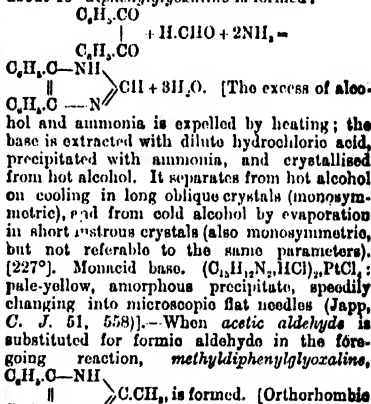 about 10° diphenylglyoxaline is formed:
C₆H₅.CO
| + H.CHO + 2NH₃ =
C₆H₅.CO
C₆H₅.C—NH
|| CH + 3H₂O. [The excess of alco-
C₆H₅.C — N
hol and ammonia is expelled by heating; the
base is extracted with dilute hydrochloric acid,
precipitated with ammonia, and crystallised
from hot alcohol. It separates from hot alcohol
on cooling in long oblique crystals (monosym-
metric), and from cold alcohol by evaporation
in short lustrous crystals (also monosymmetric,
but not referable to the same parameters).
[227°]. Monacid base. (C₁₅H₁₂N₂,HCl)₂,PtCl₄:
pale-yellow, amorphous precipitate, speedily
changing into microscopic flat needles (Japp,
C. J. 51, 558)].—When acetic aldehyde is
substituted for formic aldehyde in the fore-
going reaction, methyldiphenylglyoxaline,
C₆H₅.C—NH
|| C.CH₃, is formed. [Orthorhombic